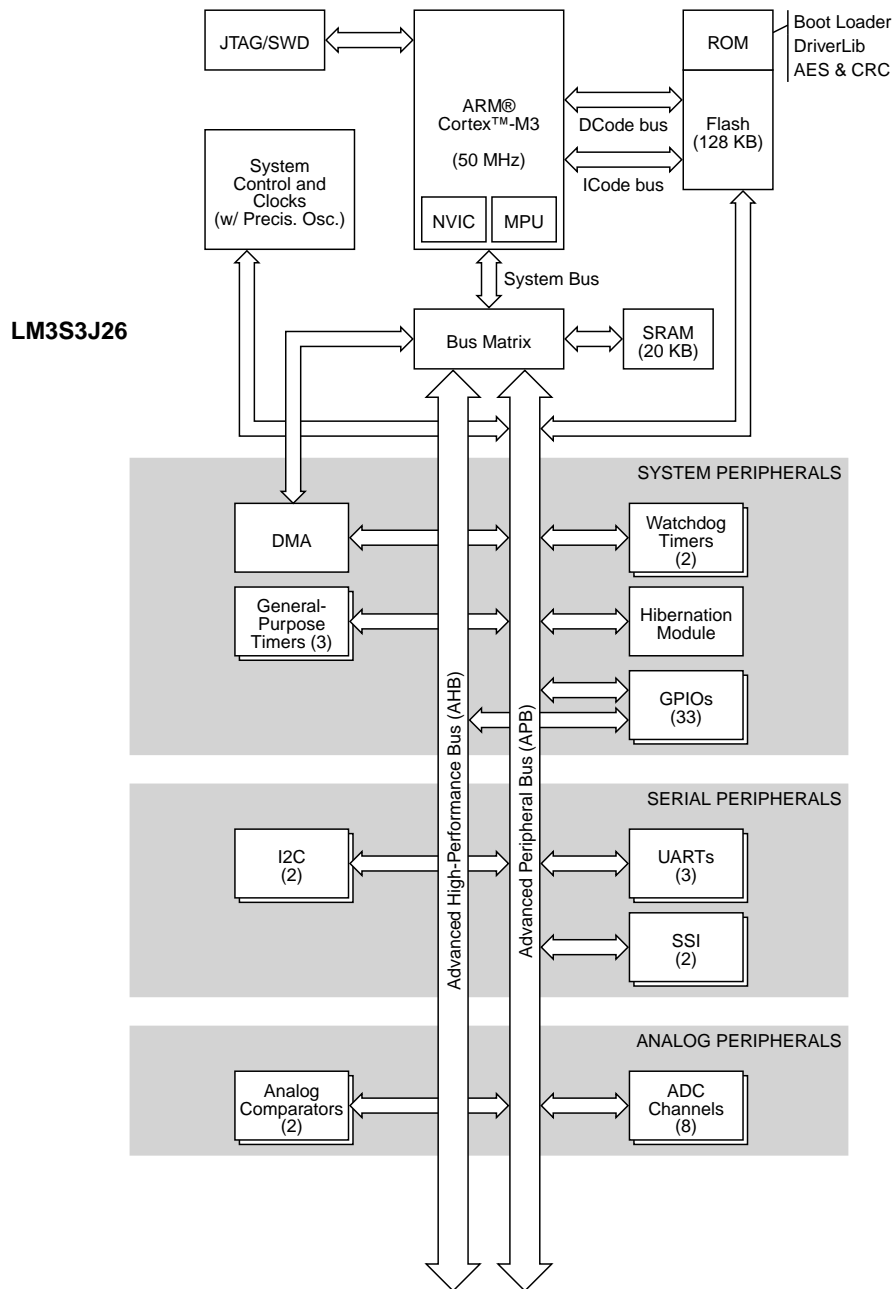 JTAG/SWD
ARM®
Cortex™-M3
(50 MHz)
NVIC
MPU
ROM
Boot Loader
DriverLib
AES & CRC
Flash
(128 KB)
DCode bus
ICode bus
System
Control and
Clocks
(w/ Precis. Osc.)
System Bus
LM3S3J26
Bus Matrix
SRAM
(20 KB)
SYSTEM PERIPHERALS
DMA
Watchdog
Timers
(2)
General-
Purpose
Timers (3)
Hibernation
Module
GPIOs
(33)
Advanced High-Performance Bus (AHB)
Advanced Peripheral Bus (APB)
SERIAL PERIPHERALS
I2C
(2)
UARTs
(3)
SSI
(2)
ANALOG PERIPHERALS
Analog
Comparators
(2)
ADC
Channels
(8)